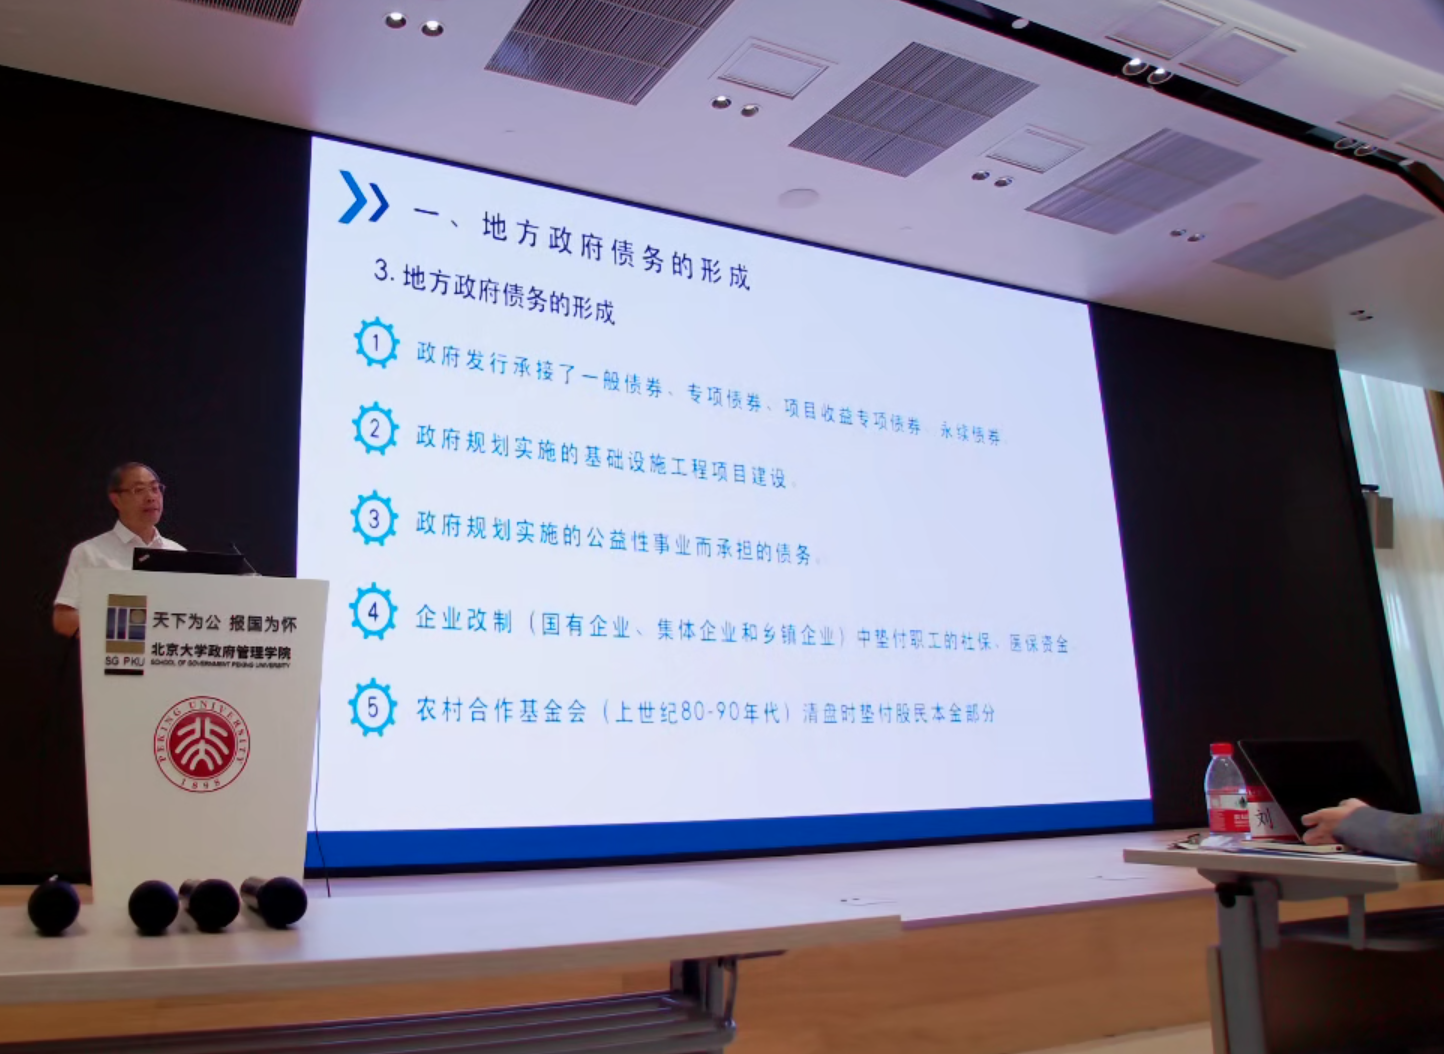 一、地方政府债务的形成
3.地方政府债务的形成
1 政府发行承接了一般债券、专项债券、项目收益专项债券、永续债券。
2 政府规划实施的基础设施工程项目建设。
3 政府规划实施的公益性事业而承担的债务。
4 企业改制（国有企业、集体企业和乡镇企业）中垫付职工的社保、医保资金
5 农村合作基金会（上世纪80-90年代）清盘时垫付股民本金部分
天下为公 报国为怀
SG PKU
北京大学政府管理学院
SCHOOL OF GOVERNMENT PEKING UNIVERSITY
PEKING UNIVERSITY
1898
刘